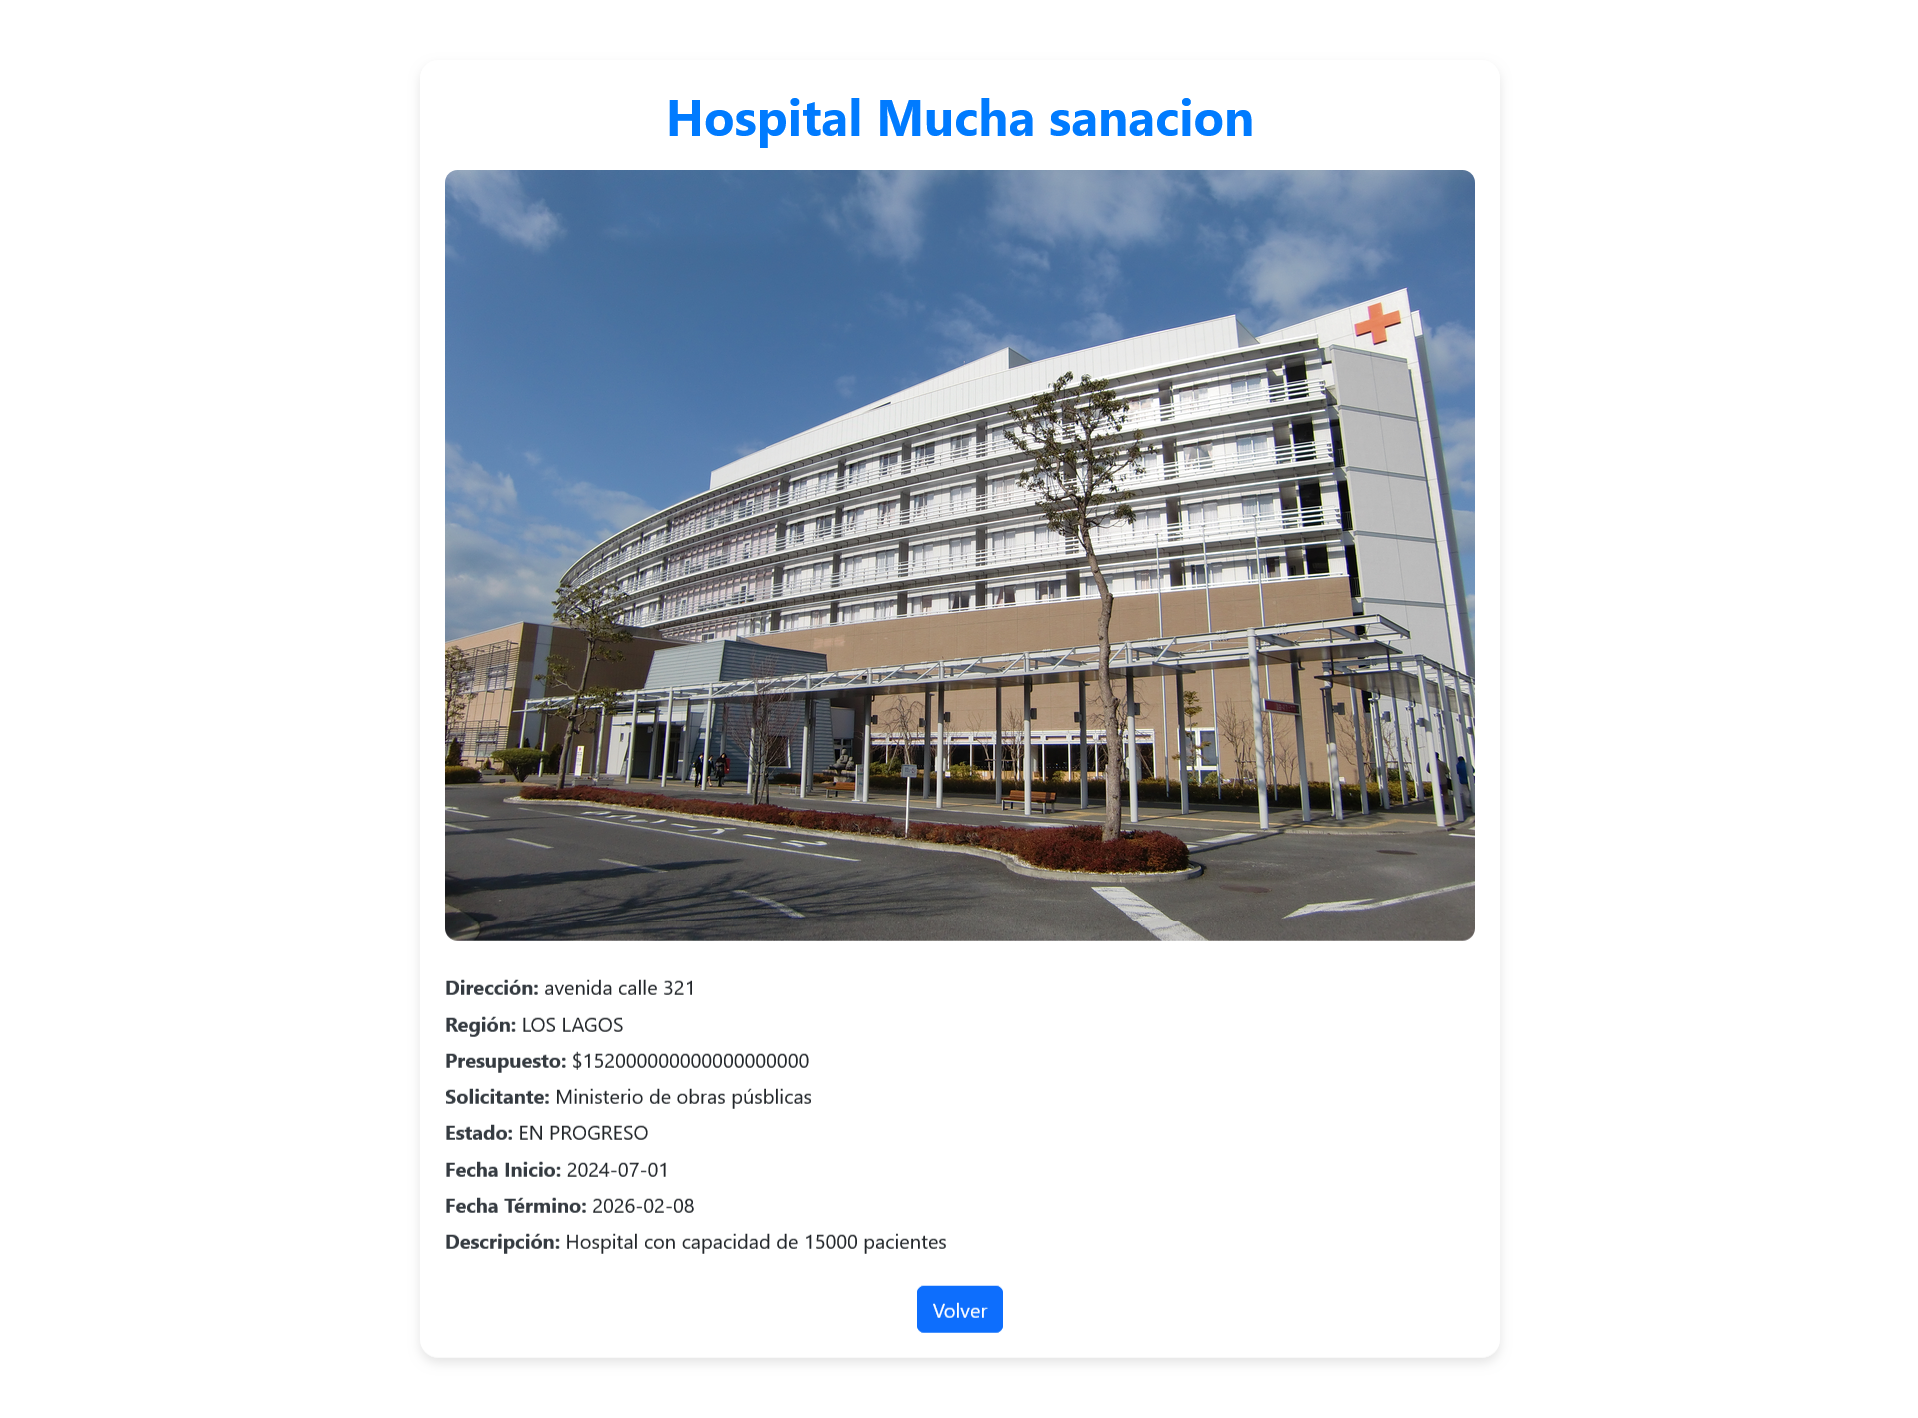 Hospital Mucha sanacion
Dirección: avenida calle 321
Región: LOS LAGOS
Presupuesto: $152000000000000000000
Solicitante: Ministerio de obras púsblicas
Estado: EN PROGRESO
Fecha Inicio: 2024-07-01
Fecha Término: 2026-02-08
Descripción: Hospital con capacidad de 15000 pacientes
Volver